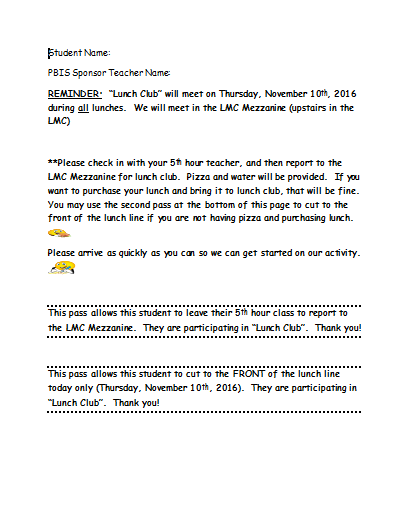 Student Name:
PBIS Sponsor Teacher Name:
REMINDER:  "Lunch Club" will meet on Thursday, November 10th, 2016
during all lunches.  We will meet in the LMC Mezzanine (upstairs in the
LMC)
**Please check in with your 5th hour teacher, and then report to the
LMC Mezzanine for lunch club.  Pizza and water will be provided.  If you
want to purchase your lunch and bring it to lunch club, that will be fine.
You may use the second pass at the bottom of this page to cut to the
front of the lunch line if you are not having pizza and purchasing lunch.
Please arrive as quickly as you can so we can get started on our activity.
This pass allows this student to leave their 5th hour class to report to
the LMC Mezzanine.  They are participating in "Lunch Club".  Thank you!
This pass allows this student to cut to the FRONT of the lunch line
today only (Thursday, November 10th, 2016).  They are participating in
"Lunch Club".  Thank you!